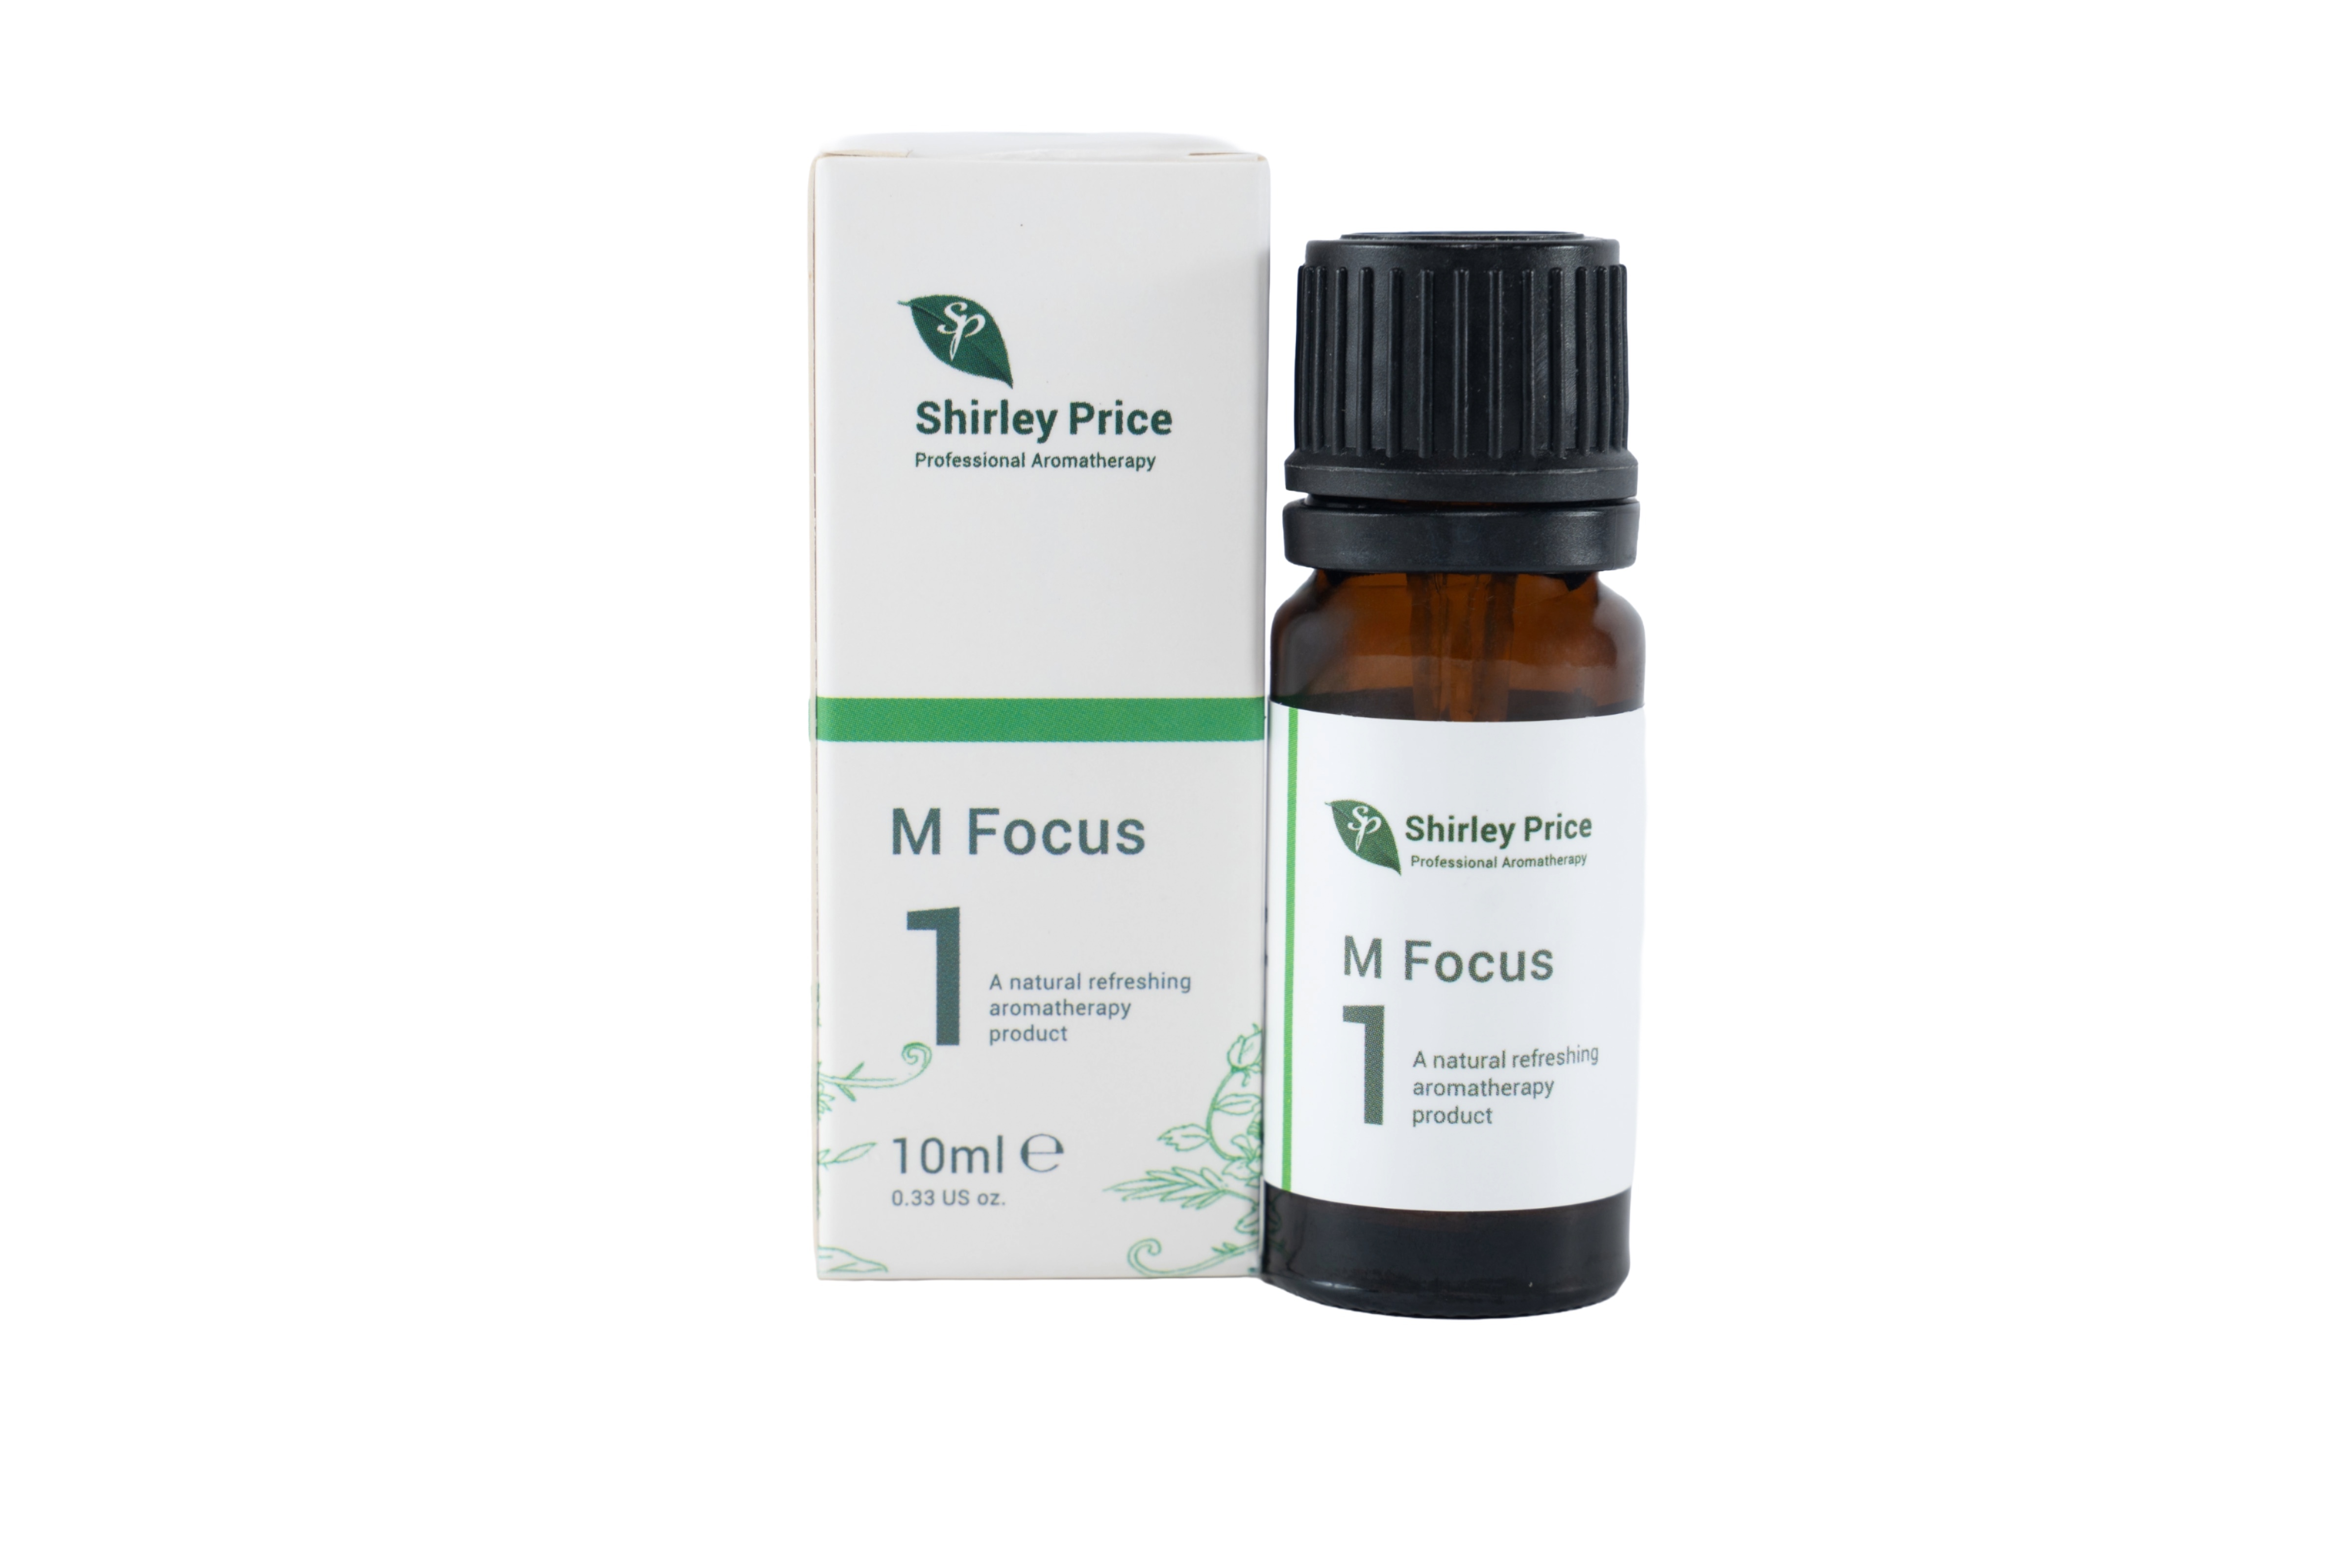 sp
Shirley Price
Professional Aromatherapy
M Focus
1
A natural refreshing
aromatherapy
product
10ml ℮
0.33 US oz.
sp
Shirley Price
Professional Aromatherapy
M Focus
1
A natural refreshing
aromatherapy
product